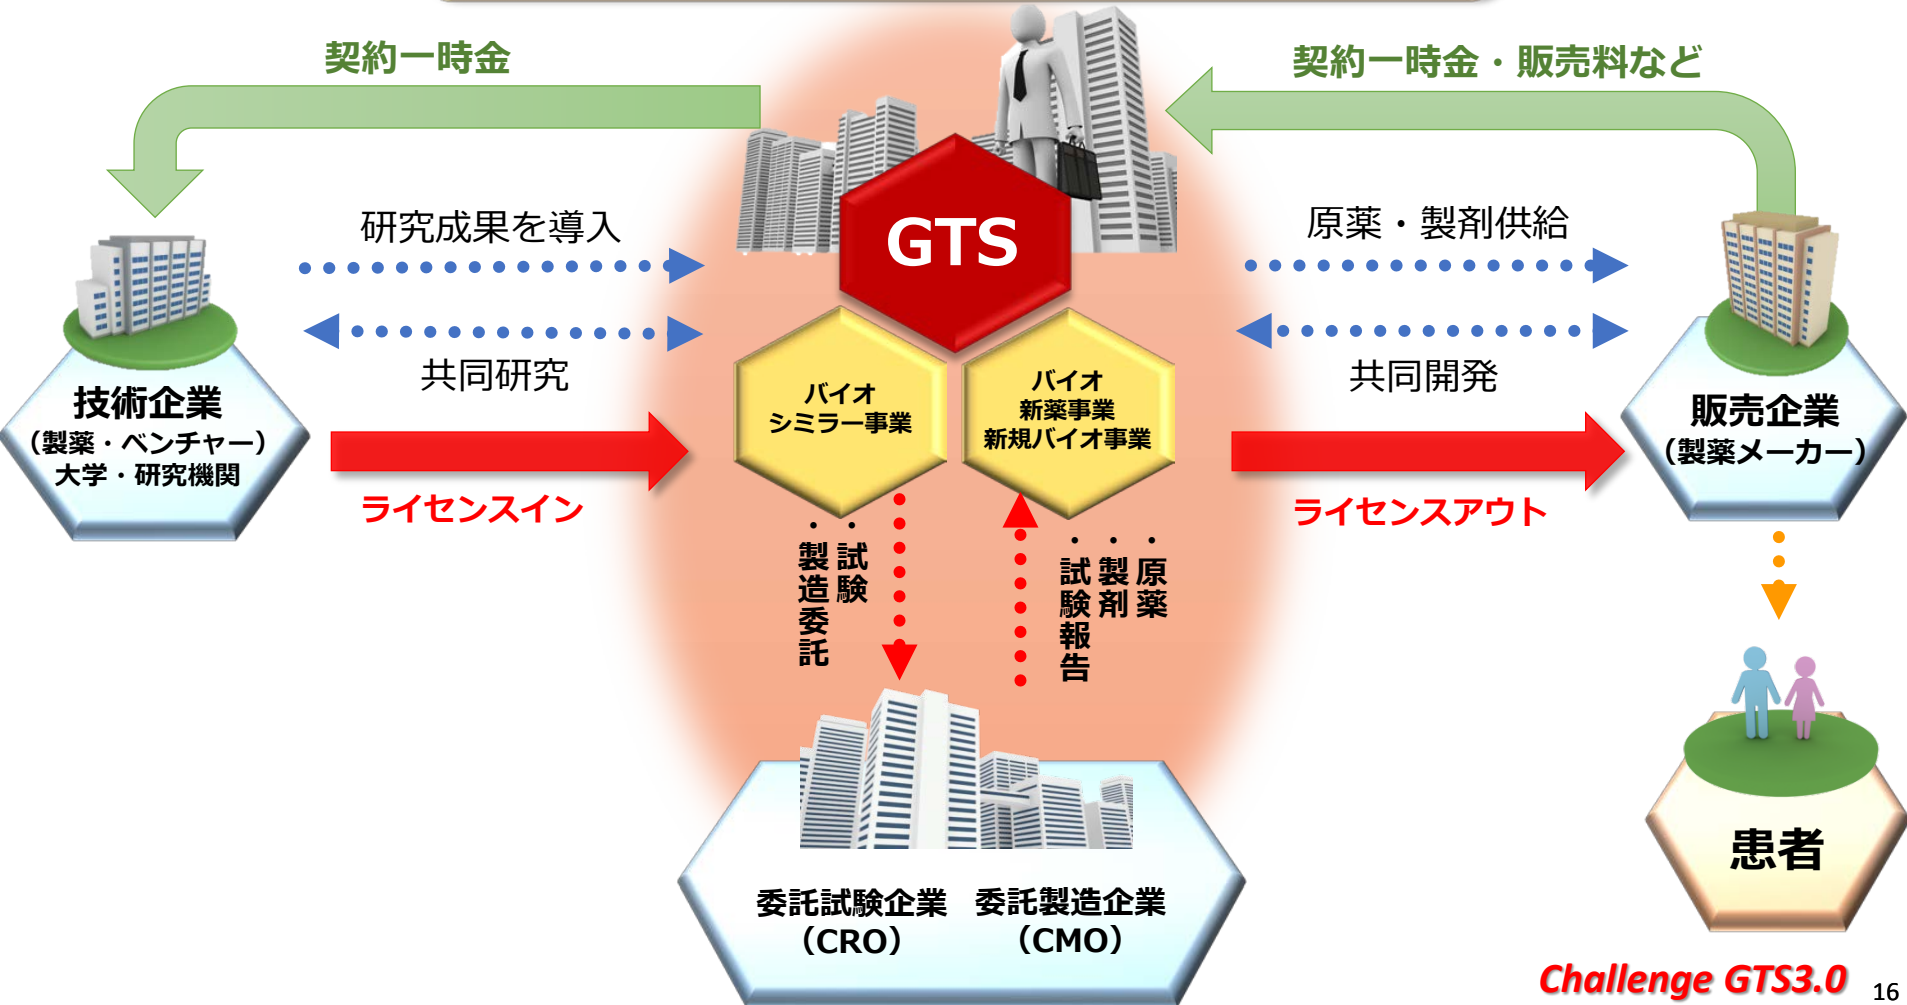 契約一時金
契約一時金・販売料など
研究成果を導入
GTS
原薬・製剤供給
共同研究
共同開発
技術企業
（製薬・ベンチャー）
大学・研究機関
バイオ
シミラー事業
バイオ
新薬事業
新規バイオ事業
販売企業
（製薬メーカー）
ライセンスイン
ライセンスアウト
・試験
・製造委託
・原薬
・製剤
・試験報告
患者
委託試験企業
（CRO）
委託製造企業
（CMO）
Challenge GTS3.0
16